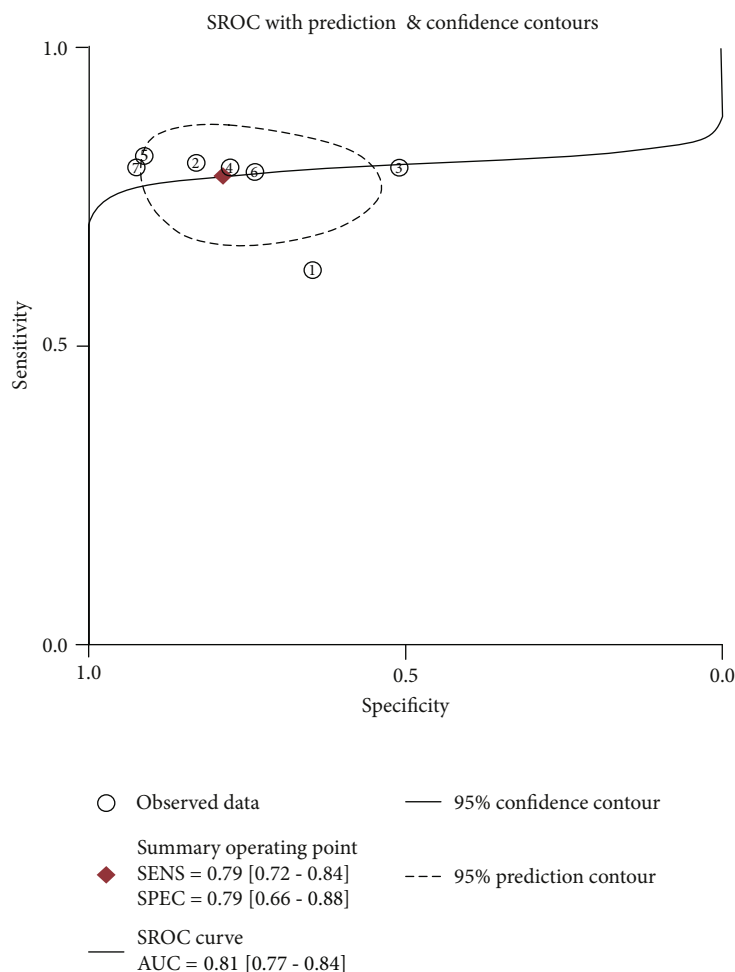 SROC with prediction & confidence contours
1.0
5
2
7
4
6
3
1
0.5
0.0
Sensitivity
1.0
0.5
0.0
Specificity
Observed data
95% confidence contour
Summary operating point
SENS = 0.79 [0.72 - 0.84]
SPEC = 0.79 [0.66 - 0.88]
95% prediction contour
SROC curve
AUC = 0.81 [0.77 - 0.84]